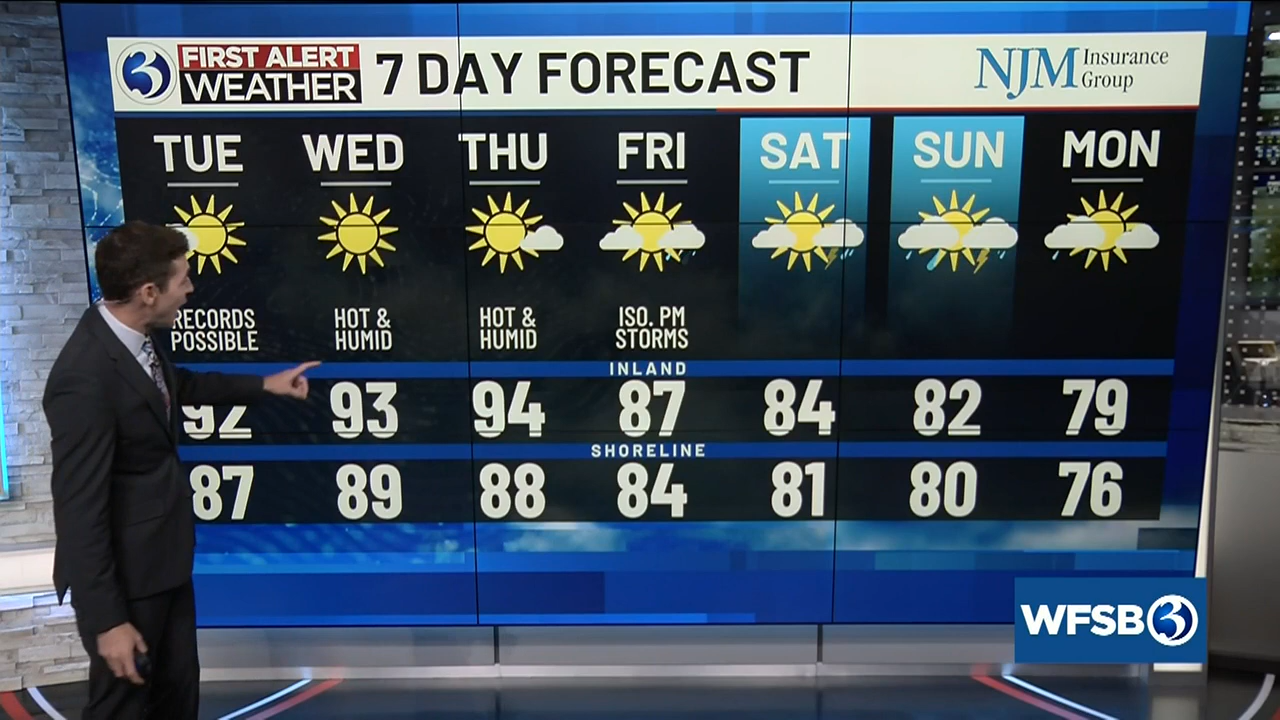 3 FIRST ALERT WEATHER 7 DAY FORECAST
NJM Insurance Group
TUE WED THU FRI SAT SUN MON
RECORDS POSSIBLE
HOT & HUMID
HOT & HUMID
ISO. PM STORMS
INLAND
92 93 94 87 84 82 79
SHORELINE
87 89 88 84 81 80 76
WFSB 3